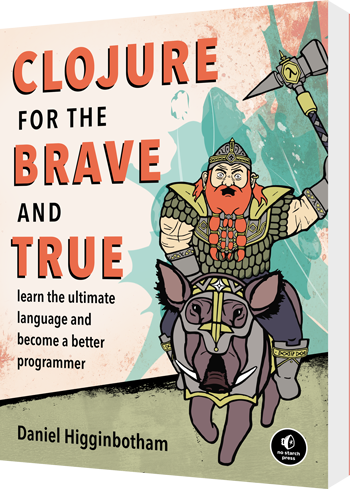 CLOJURE
FOR THE
BRAVE
AND
TRUE
learn the ultimate
language and
become a better
programmer
Daniel Higginbotham
λ
no starch
press